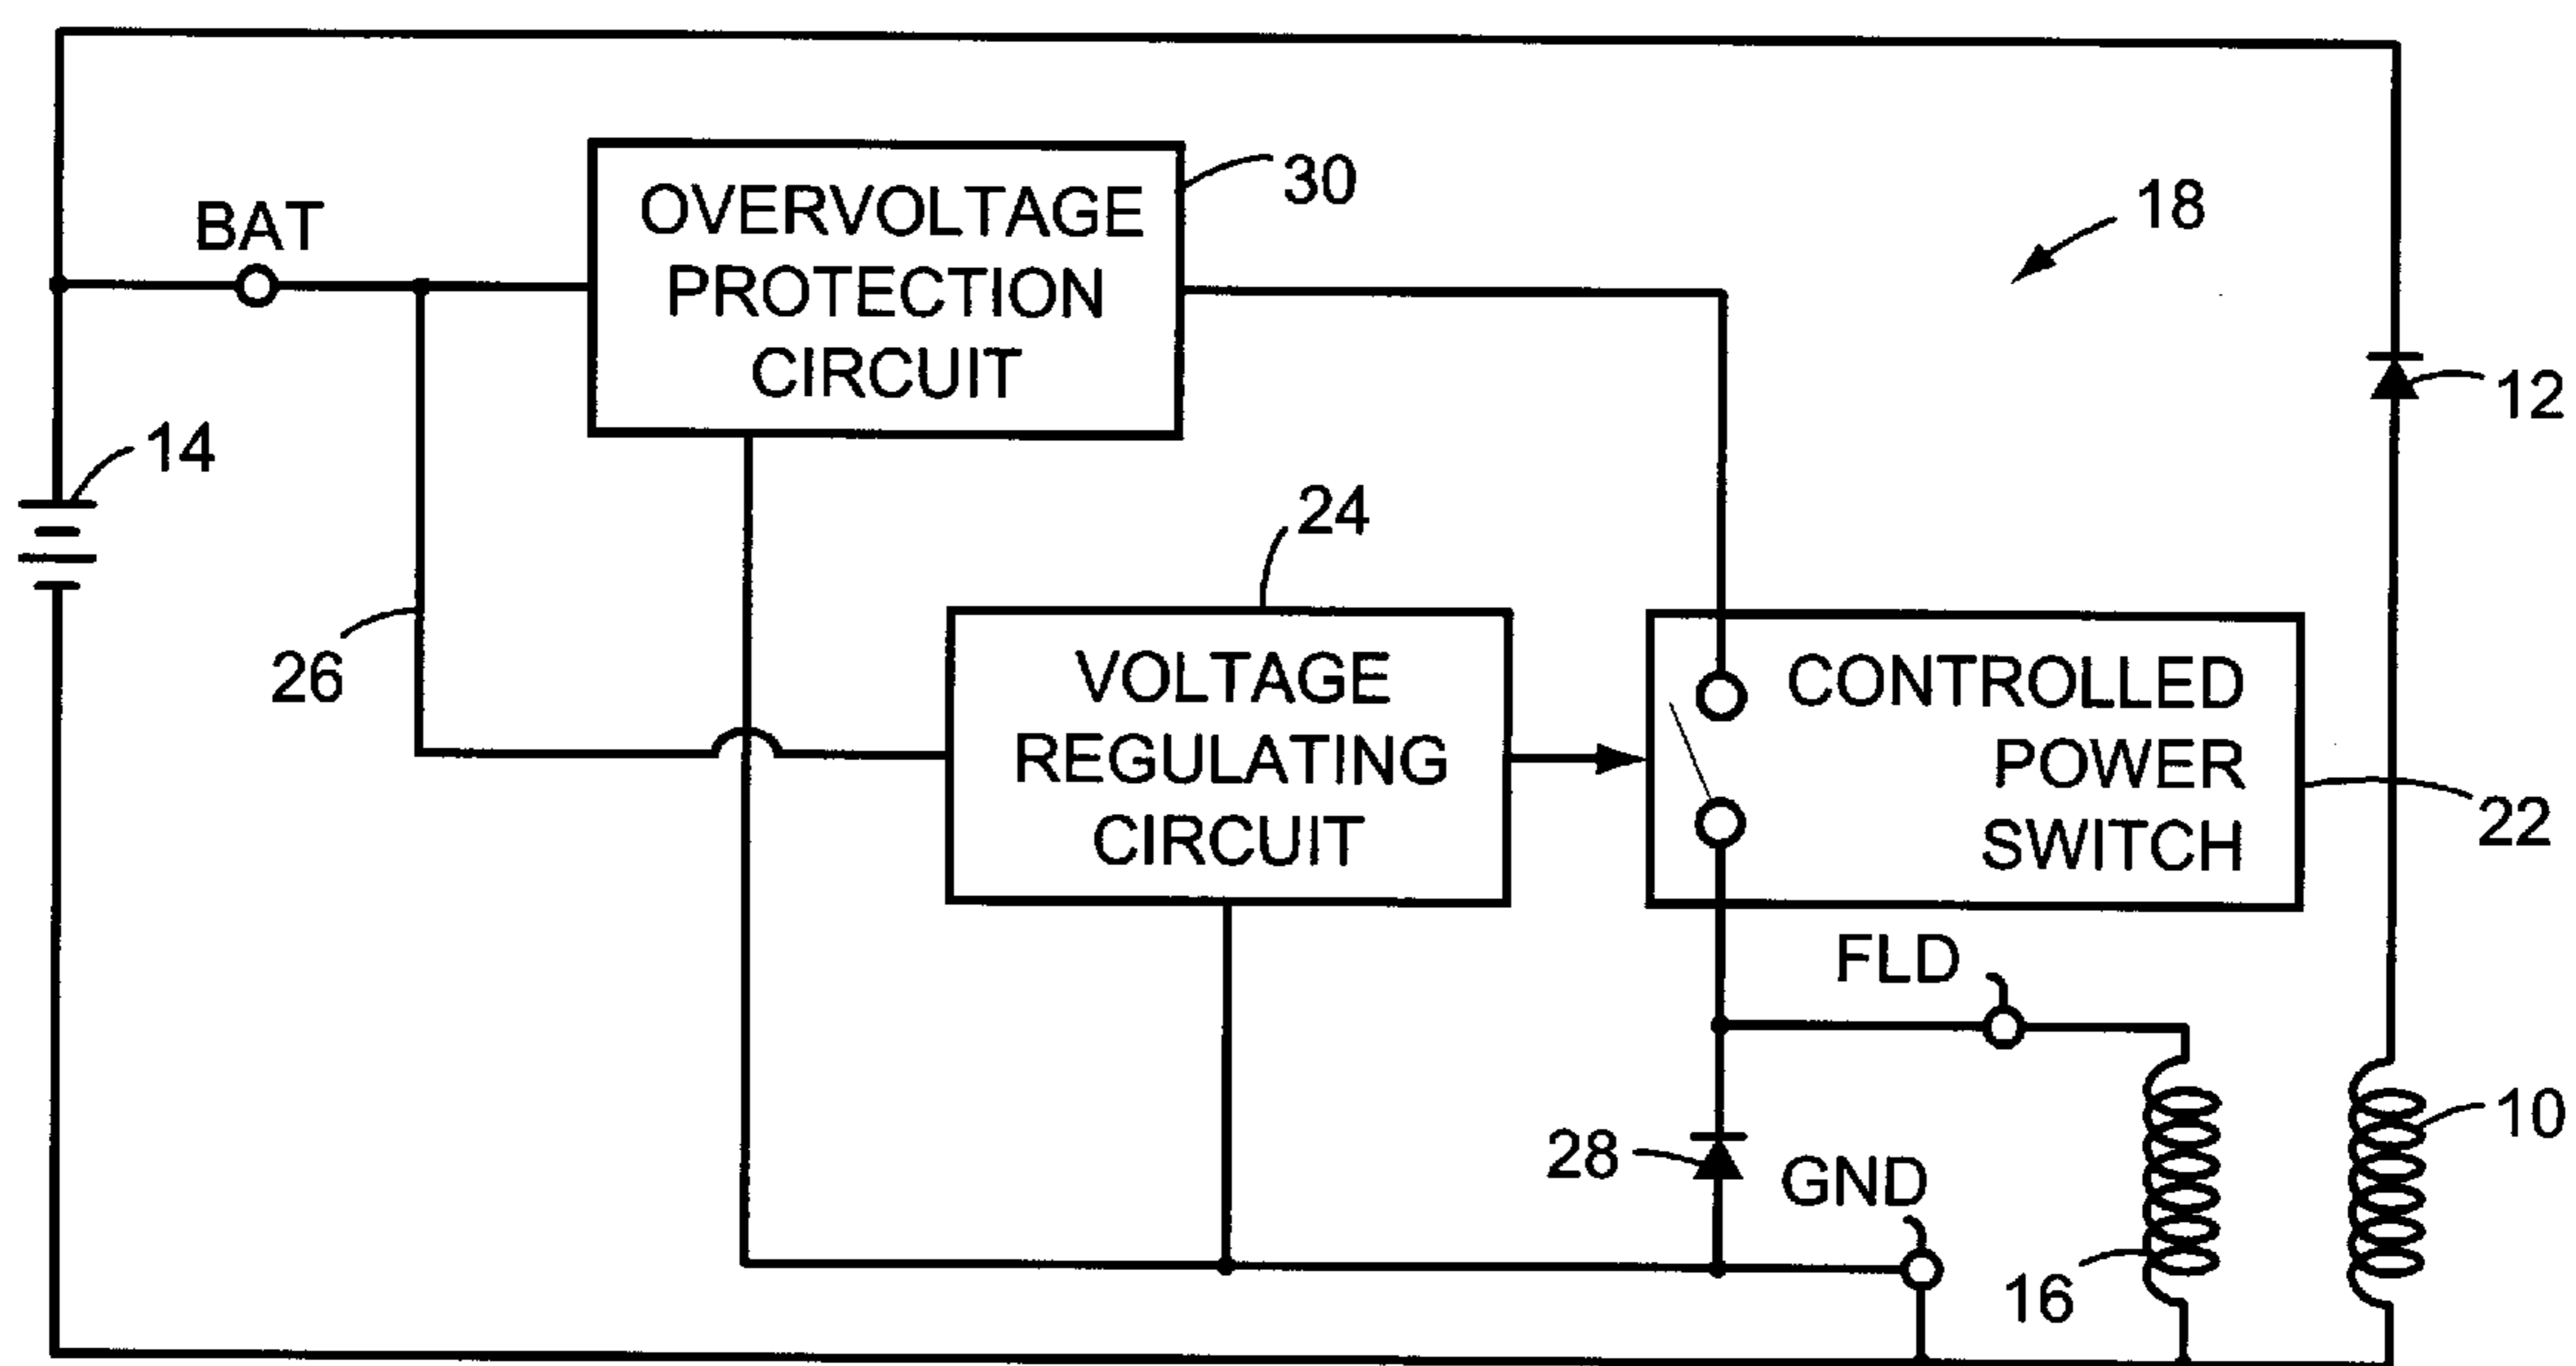 BAT
OVERVOLTAGE
PROTECTION
CIRCUIT
30
18
12
14
24
26
VOLTAGE
REGULATING
CIRCUIT
CONTROLLED
POWER
SWITCH
22
FLD
28
GND
16
10